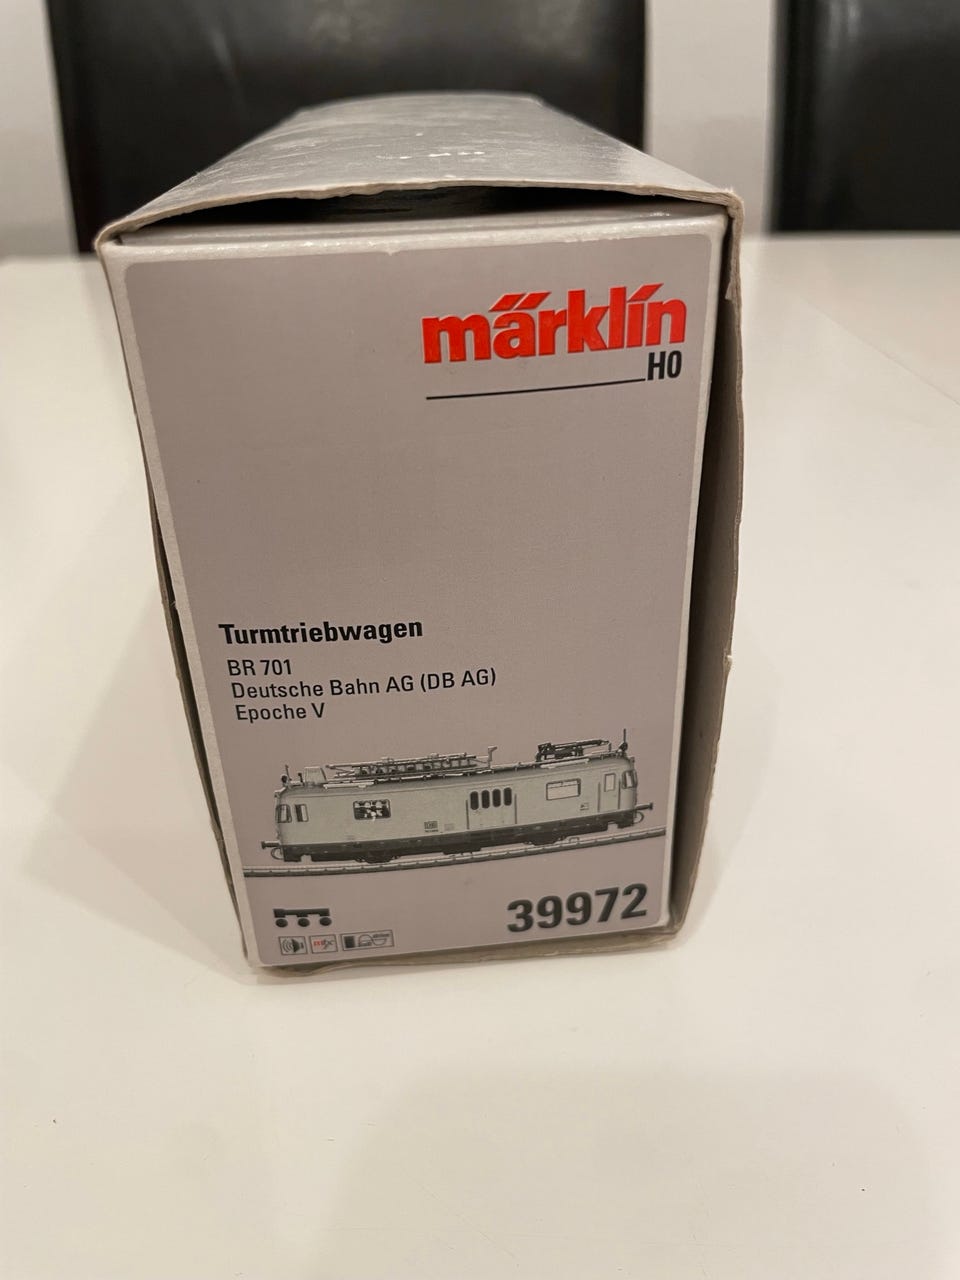 märklin
H0
Turmtriebwagen
BR 701
Deutsche Bahn AG (DB AG)
Epoche V
39972